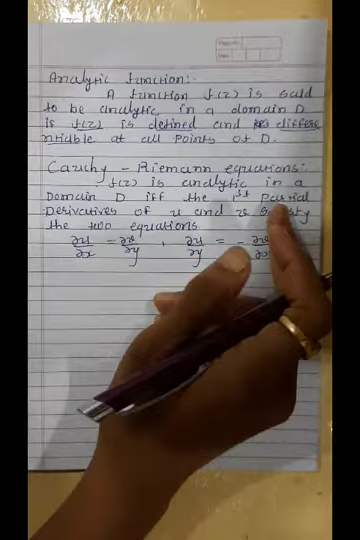 Analytic function:-
A function f(z) is said
to be analytic in a domain D
is f(z) is defined and differe
ntiable at all points of D.
Cauchy - Riemann equations:-
f(z) is analytic in a
Domain D iff the 1st Partial
Derivatives of u and v satisfy
the two equations.
∂u/∂x = ∂v/∂y , ∂u/∂y = - ∂v/∂x